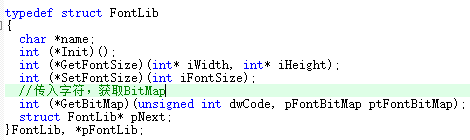 typedef struct FontLib
{
char *name;
int (*Init)();
int (*GetFontSize)(int* iWidth, int* iHeight);
int (*SetFontSize)(int iFontSize);
//传入字符，获取BitMap
int (*GetBitMap)(unsigned int dwCode, pFontBitMap ptFontBitMap);
struct FontLib* pNext;
}FontLib, *pFontLib;